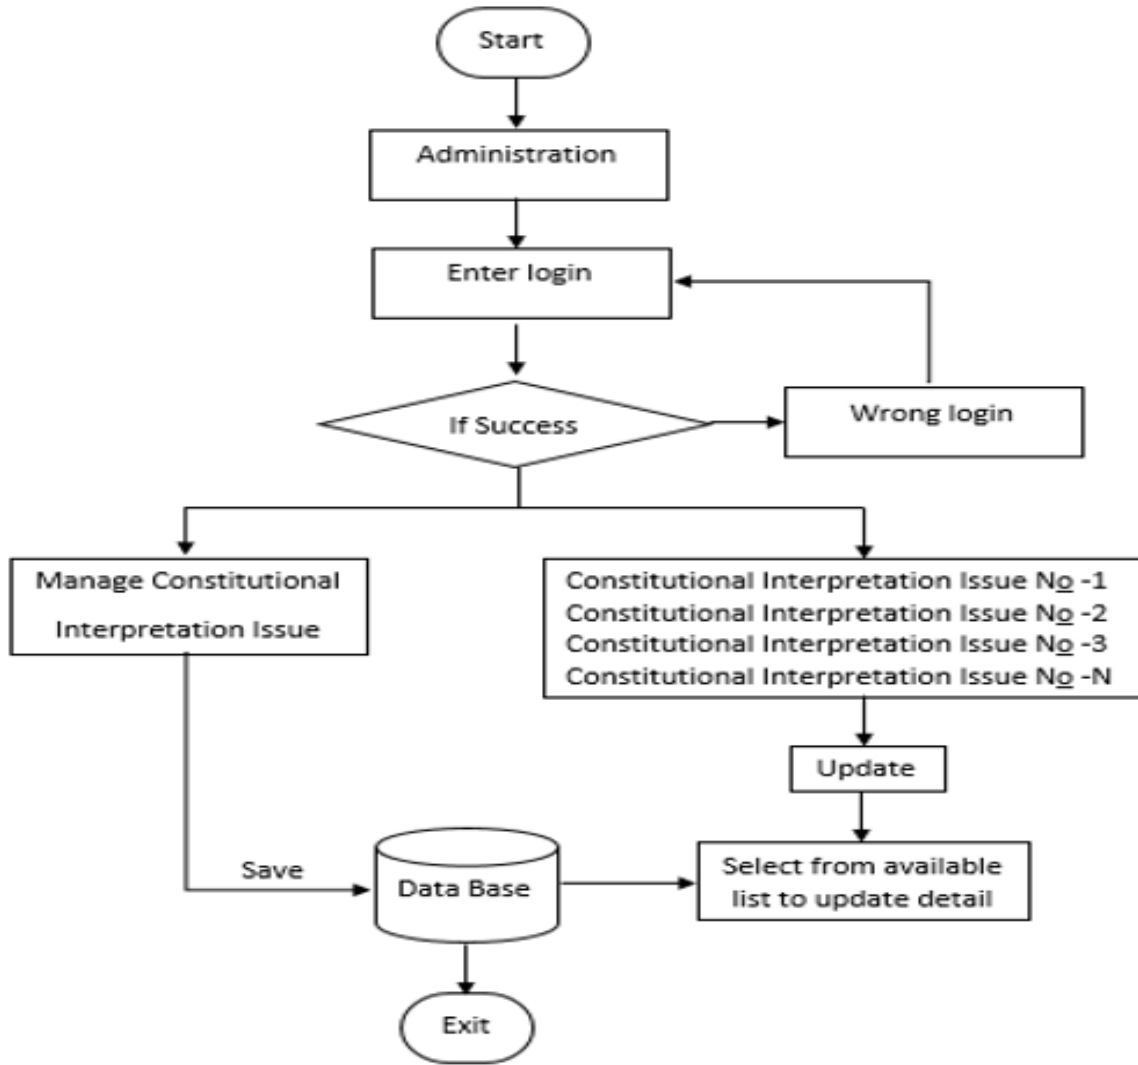 Start
Administration
Enter login
If Success
Wrong login
Manage Constitutional
Interpretation Issue
Constitutional Interpretation Issue No -1
Constitutional Interpretation Issue No -2
Constitutional Interpretation Issue No -3
Constitutional Interpretation Issue No -N
Update
Save
Data Base
Select from available
list to update detail
Exit